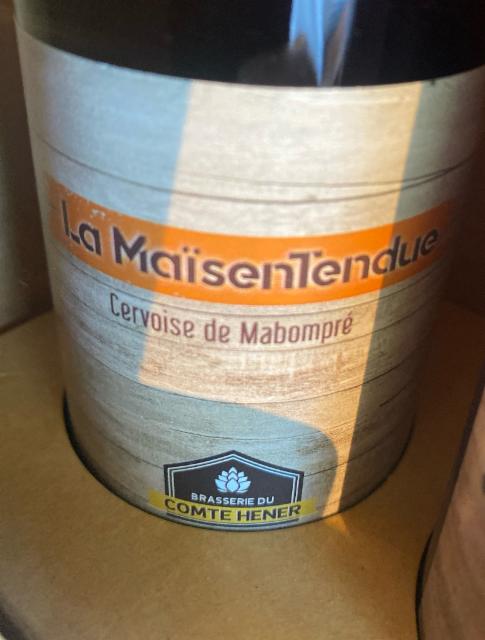 La MaïsenTendue
Cervoise de Mabompré
BRASSERIE DU
COMTE HENER